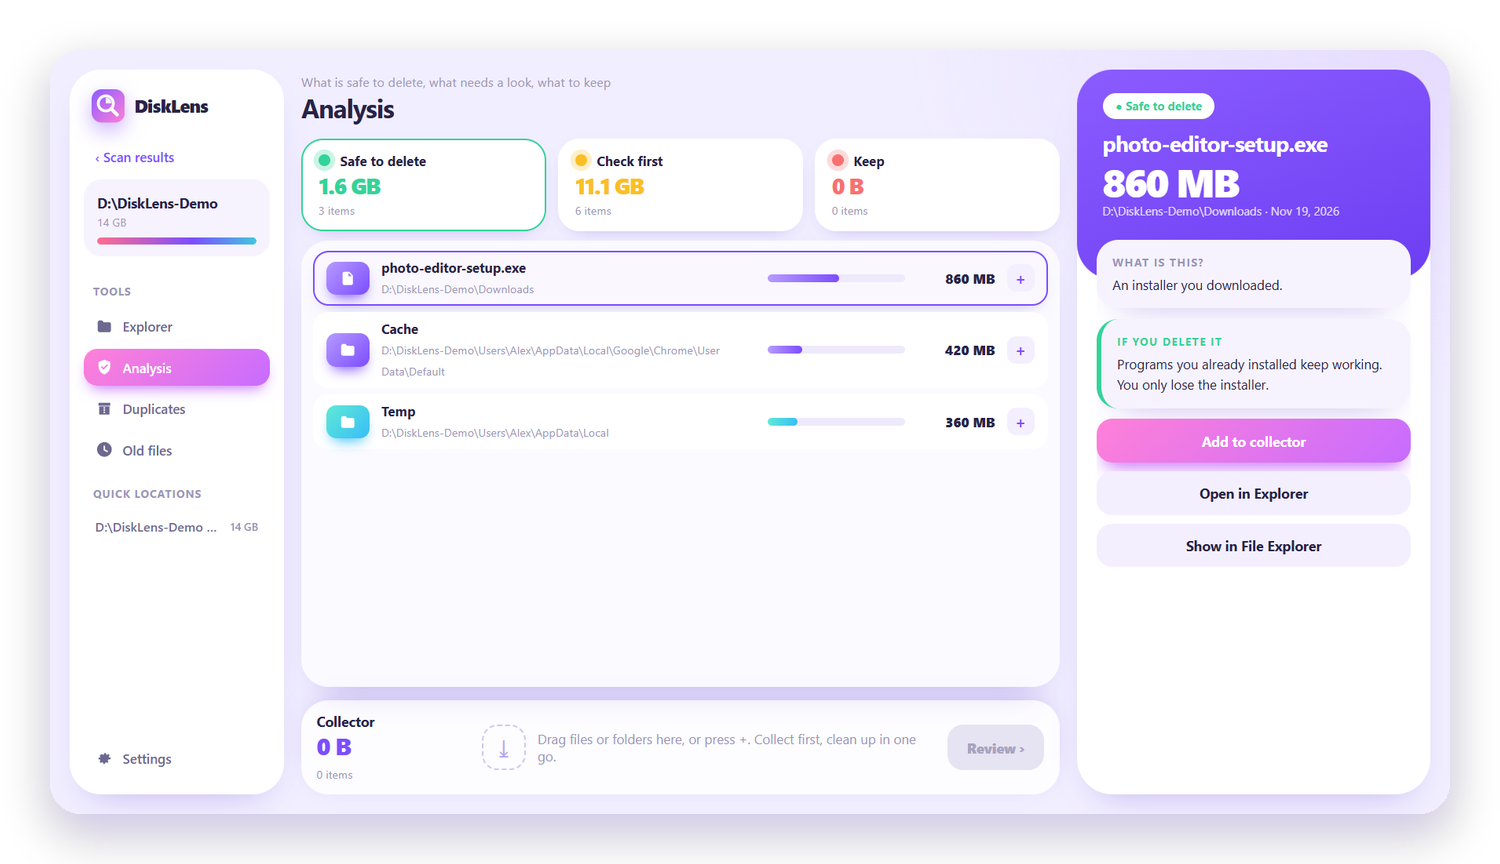 DiskLens
‹ Scan results
D:\DiskLens-Demo
14 GB
TOOLS
Explorer
Analysis
Duplicates
Old files
QUICK LOCATIONS
D:\DiskLens-Demo ... 14 GB
Settings
What is safe to delete, what needs a look, what to keep
Analysis
Safe to delete
1.6 GB
3 items
Check first
11.1 GB
6 items
Keep
0 B
0 items
photo-editor-setup.exe
D:\DiskLens-Demo\Downloads
860 MB +
Cache
D:\DiskLens-Demo\Users\Alex\AppData\Local\Google\Chrome\User
Data\Default
420 MB +
Temp
D:\DiskLens-Demo\Users\Alex\AppData\Local
360 MB +
Collector
0 B
0 items
Drag files or folders here, or press +. Collect first, clean up in one
go.
Review ›
● Safe to delete
photo-editor-setup.exe
860 MB
D:\DiskLens-Demo\Downloads · Nov 19, 2026
WHAT IS THIS?
An installer you downloaded.
IF YOU DELETE IT
Programs you already installed keep working.
You only lose the installer.
Add to collector
Open in Explorer
Show in File Explorer